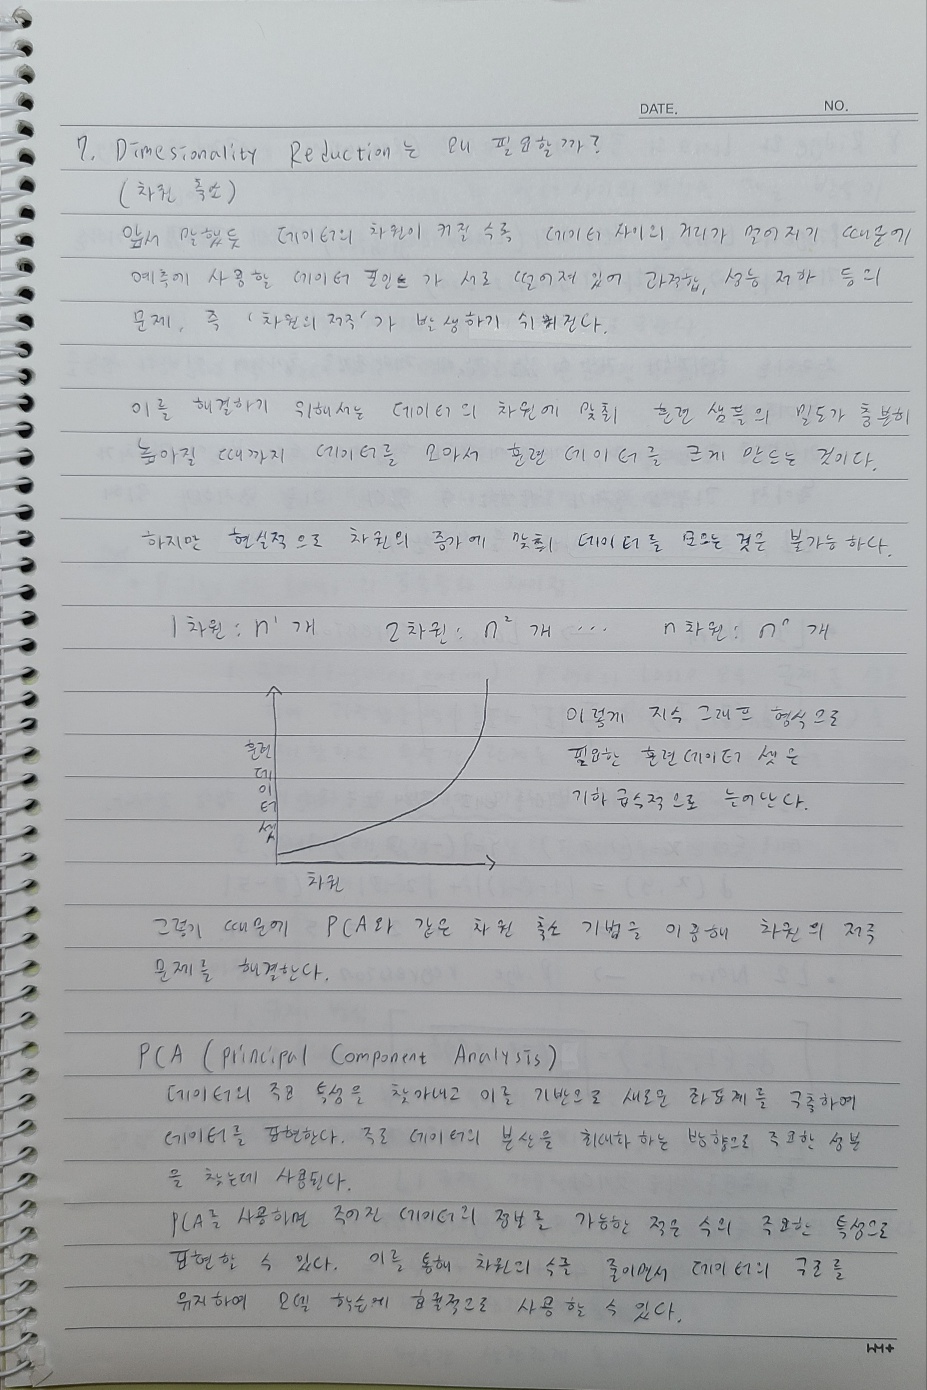 DATE. NO.
7. Dimesionality Reduction는 왜 필요할까?
(차원 축소)
앞서 말했듯 데이터의 차원이 커질 수록 데이터 사이의 거리가 멀어지기 때문에
예측에 사용할 데이터 포인트가 서로 떨어져 있어 과적합, 성능 저하 등의
문제, 즉 '차원의 저주'가 발생하기 쉬워진다.
이를 해결하기 위해서는 데이터의 차원에 맞춰 훈련 샘플의 밀도가 충분히
높아질 때까지 데이터를 모아서 훈련 데이터를 크게 만드는 것이다.
하지만 현실적으로 차원의 증가에 맞춰 데이터를 모으는 것은 불가능하다.
1차원 : n¹ 개 2차원 : n² 개 ··· n차원 : nⁿ 개
이렇게 지수 그래프 형식으로
필요한 훈련데이터 셋은
기하급수적으로 늘어난다.
훈련
데
이
터
셋
차원
그렇기 때문에 PCA와 같은 차원 축소 기법을 이용해 차원의 저주
문제를 해결한다.
PCA (Principal Component Analysis)
데이터의 주요 특성을 찾아내고 이를 기반으로 새로운 좌표계를 구축하여
데이터를 표현한다. 주로 데이터의 분산을 최대화 하는 방향으로 주요한 성분
을 찾는데 사용된다.
PCA를 사용하면 주어진 데이터의 정보를 가능한 적은 수의 주요한 특성으로
표현할 수 있다. 이를 통해 차원의 수를 줄이면서 데이터의 구조를
유지하여 모델 학습에 효율적으로 사용할 수 있다.